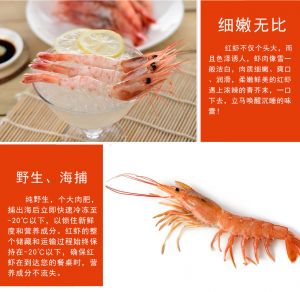 细嫩无比
红虾不仅个头大，而
且色泽诱人，虾肉像雪一
般洁白，肉质细嫩、爽口
、润滑，柔嫩鲜美的红虾
遇上浓辣的青芥末，一口
下去，立马唤醒沉睡的味
蕾！
野生、海捕
纯野生，个大肉肥，
捕出海后立即快速冷冻至
-20℃以下，以锁住新鲜
度和营养成分。红虾的整
个储藏和运输过程始终保
持在-20℃以下，确保红
虾在到达您的餐桌时，营
养成分不流失。